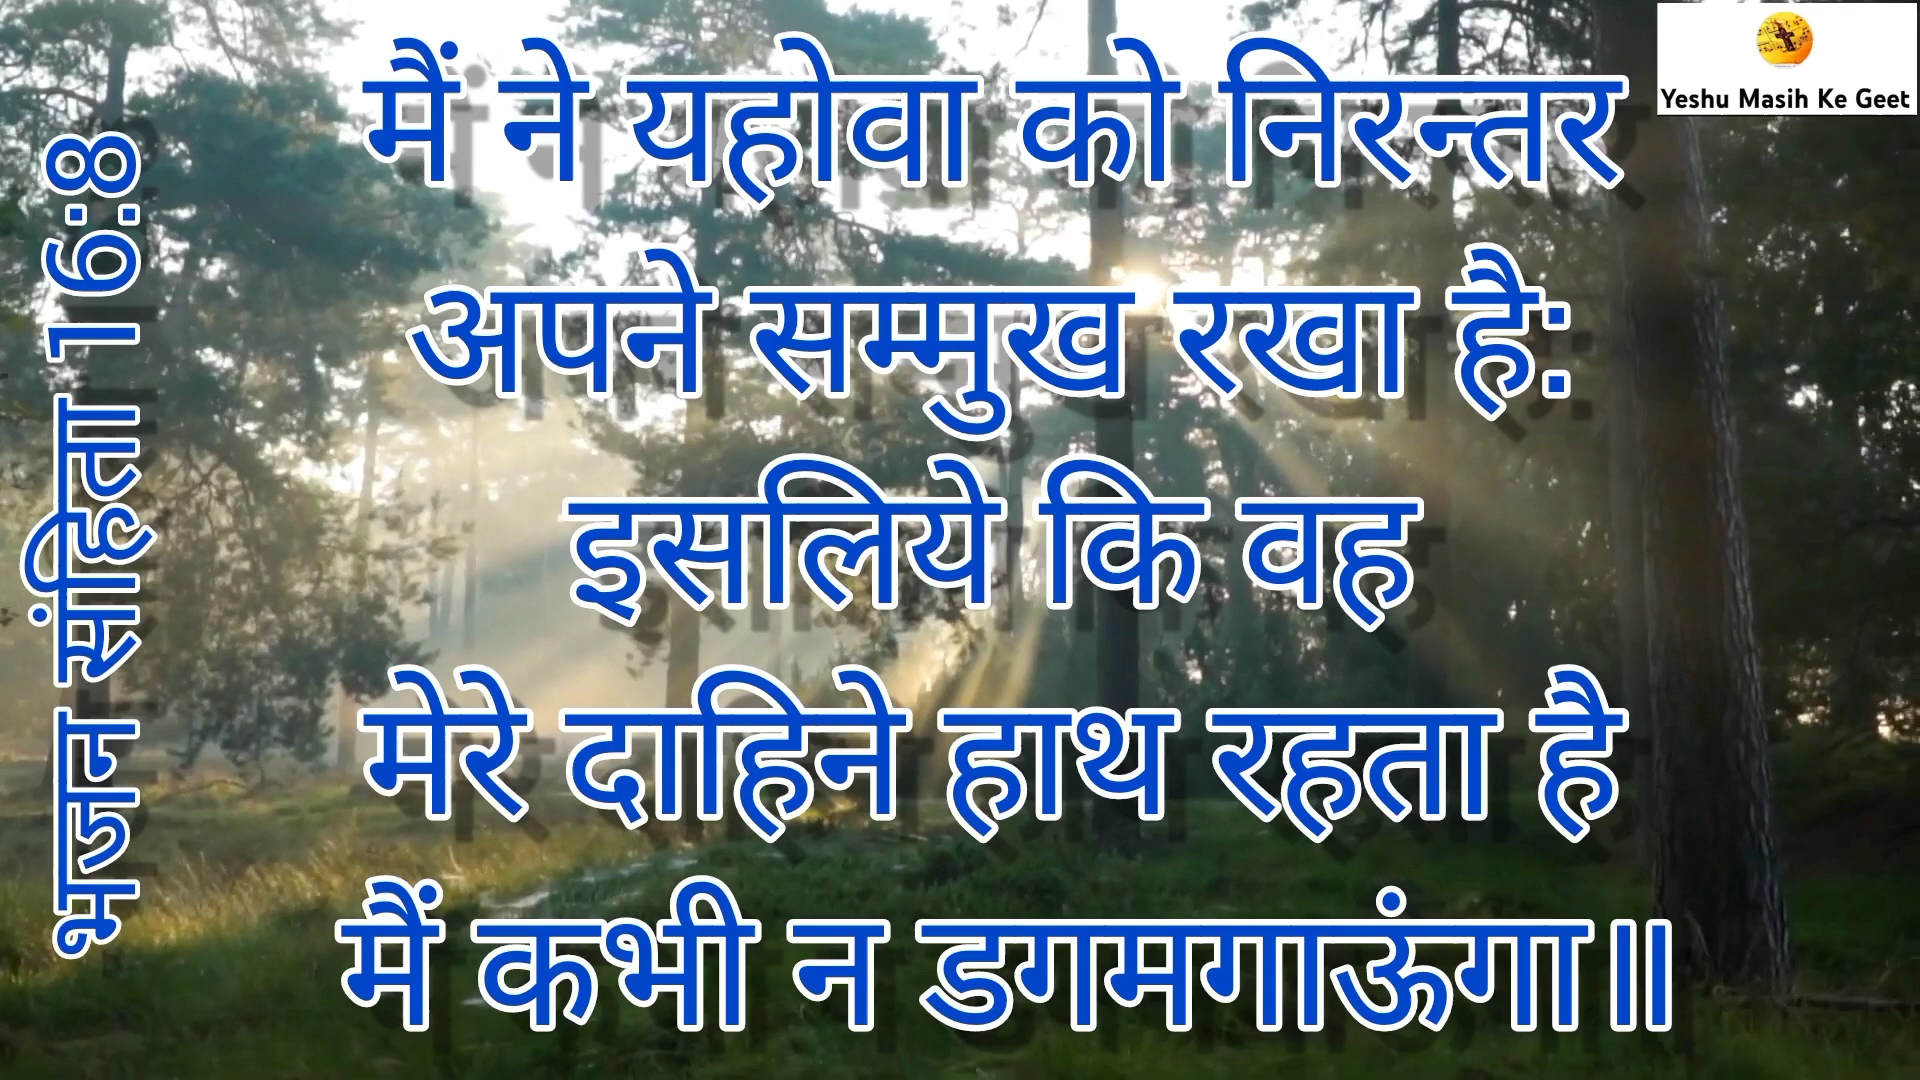 मैं ने यहोवा को निरन्तर
अपने सम्मुख रखा है:
इसलिये कि वह
मेरे दाहिने हाथ रहता है
मैं कभी न डगमगाऊंगा॥
भजन संहिता 16:8
Yeshu Masih Ke Geet